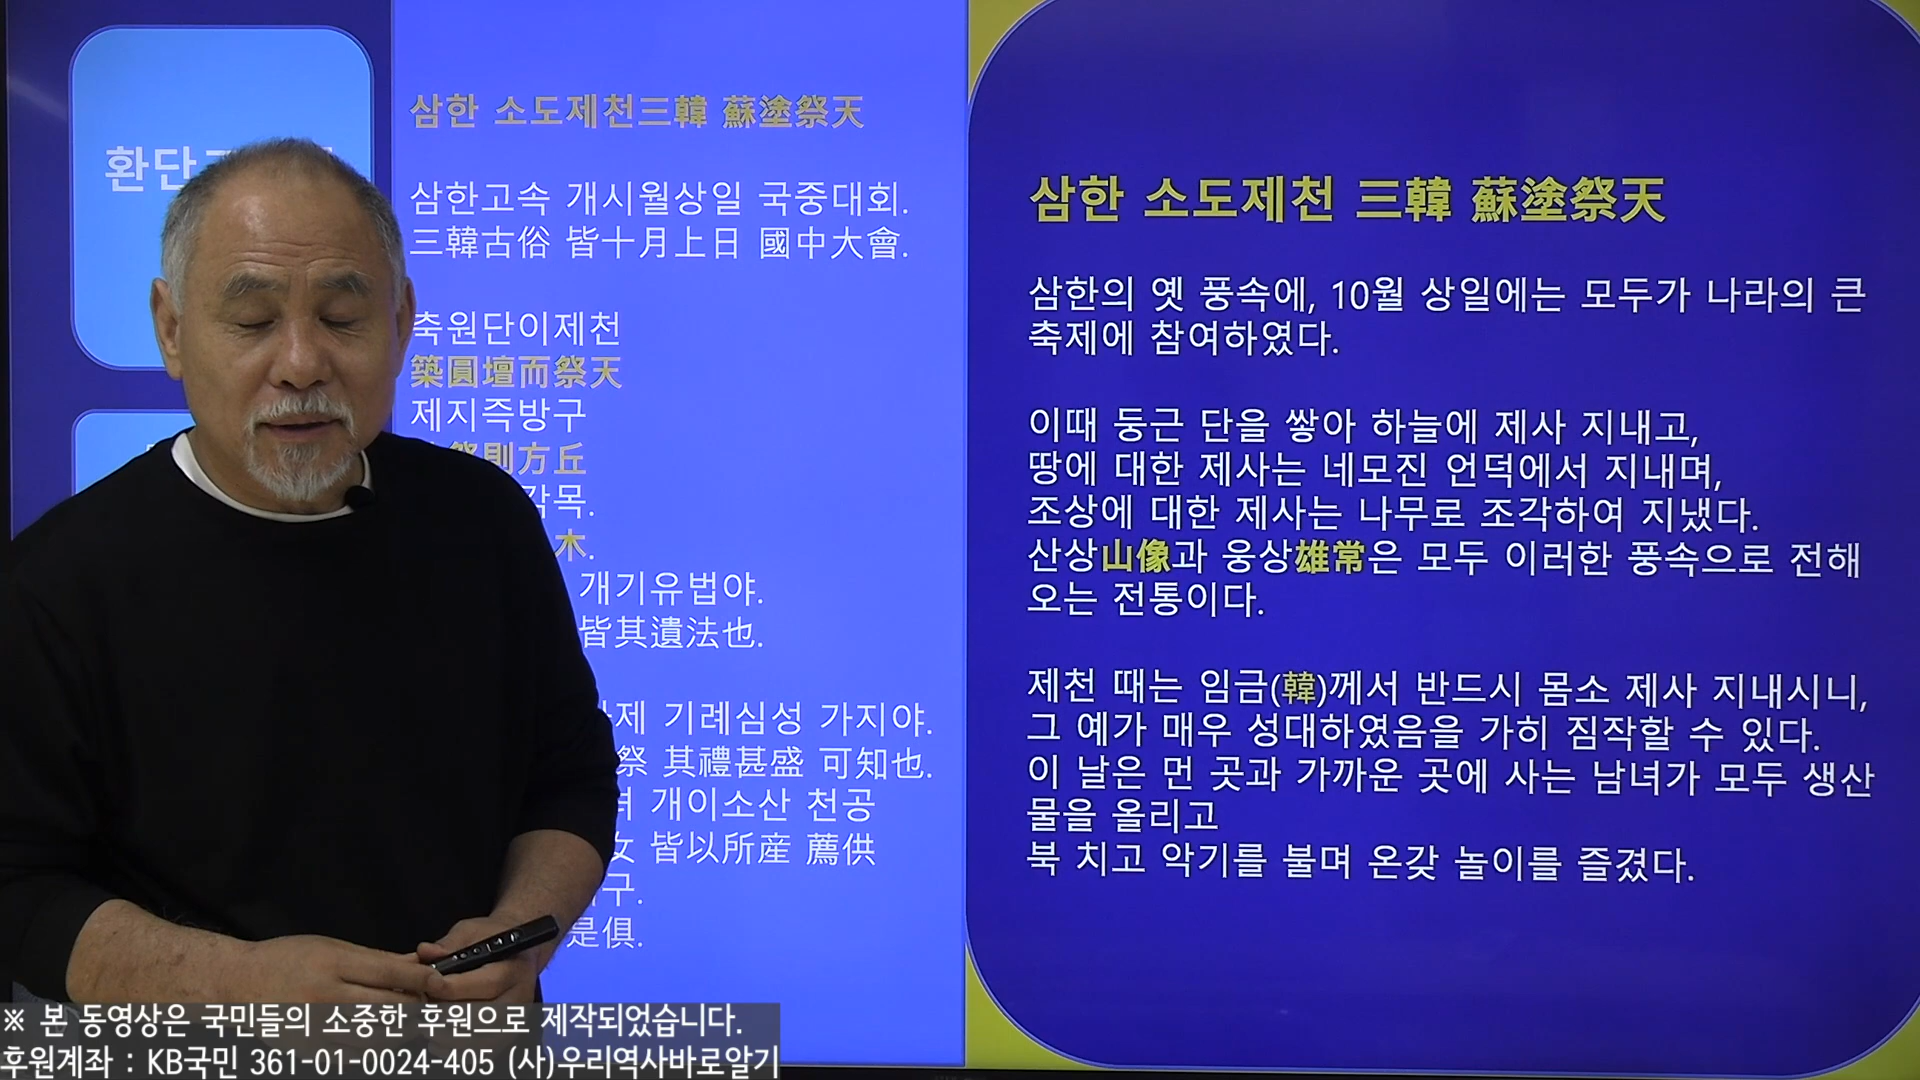 환단
삼한 소도제천三韓 蘇塗祭天
삼한고속 개시월상일 국중대회.
三韓古俗 皆十月上日 國中大會.
축원단이제천
築圓壇而祭天
제지즉방구
祭則方丘
각목.
木.
개기유법야.
皆其遺法也.
제 기례심성 가지야.
祭 其禮甚盛 可知也.
녀 개이소산 천공
女 皆以所産 薦供
구.
是俱.
삼한 소도제천 三韓 蘇塗祭天
삼한의 옛 풍속에, 10월 상일에는 모두가 나라의 큰
축제에 참여하였다.
이때 둥근 단을 쌓아 하늘에 제사 지내고,
땅에 대한 제사는 네모진 언덕에서 지내며,
조상에 대한 제사는 나무로 조각하여 지냈다.
산상山像과 웅상雄常은 모두 이러한 풍속으로 전해
오는 전통이다.
제천 때는 임금(韓)께서 반드시 몸소 제사 지내시니,
그 예가 매우 성대하였음을 가히 짐작할 수 있다.
이 날은 먼 곳과 가까운 곳에 사는 남녀가 모두 생산
물을 올리고
북 치고 악기를 불며 온갖 놀이를 즐겼다.
※ 본 동영상은 국민들의 소중한 후원으로 제작되었습니다.
후원계좌 : KB국민 361-01-0024-405 (사)우리역사바로알기